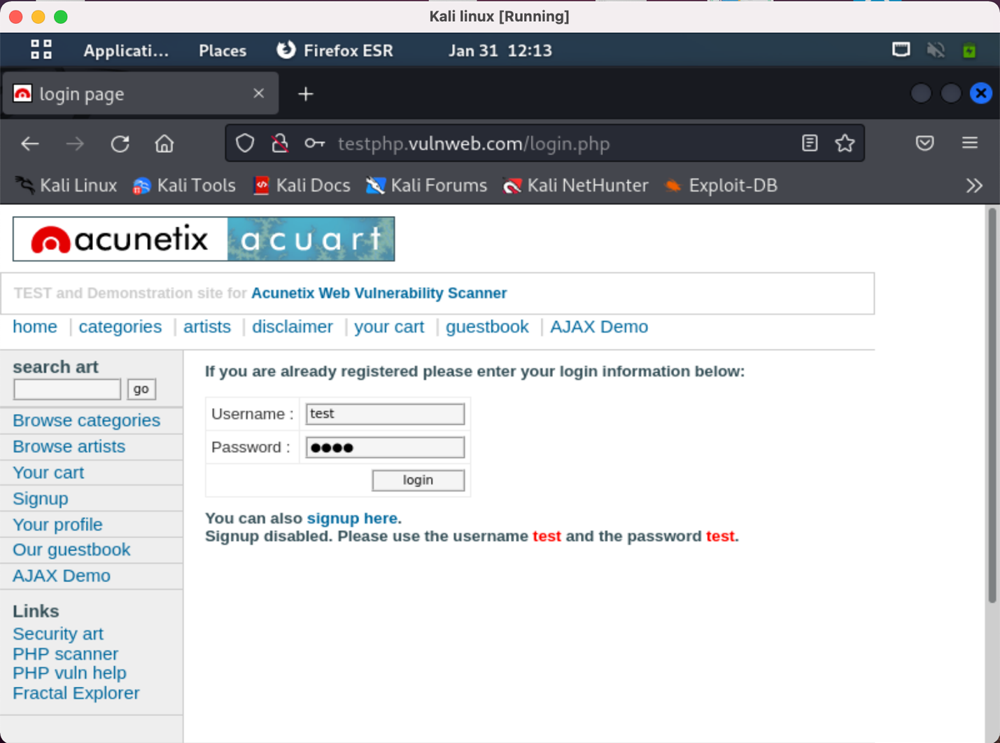 Kali linux [Running]
Applicati... Places Firefox ESR Jan 31 12:13
login page
testphp.vulnweb.com/login.php
Kali Linux Kali Tools Kali Docs Kali Forums Kali NetHunter Exploit-DB
acunetix acuart
TEST and Demonstration site for Acunetix Web Vulnerability Scanner
home categories artists disclaimer your cart guestbook AJAX Demo
search art
go
Browse categories
Browse artists
Your cart
Signup
Your profile
Our guestbook
AJAX Demo
Links
Security art
PHP scanner
PHP vuln help
Fractal Explorer
If you are already registered please enter your login information below:
Username : test
Password : ●●●●
login
You can also signup here.
Signup disabled. Please use the username test and the password test.